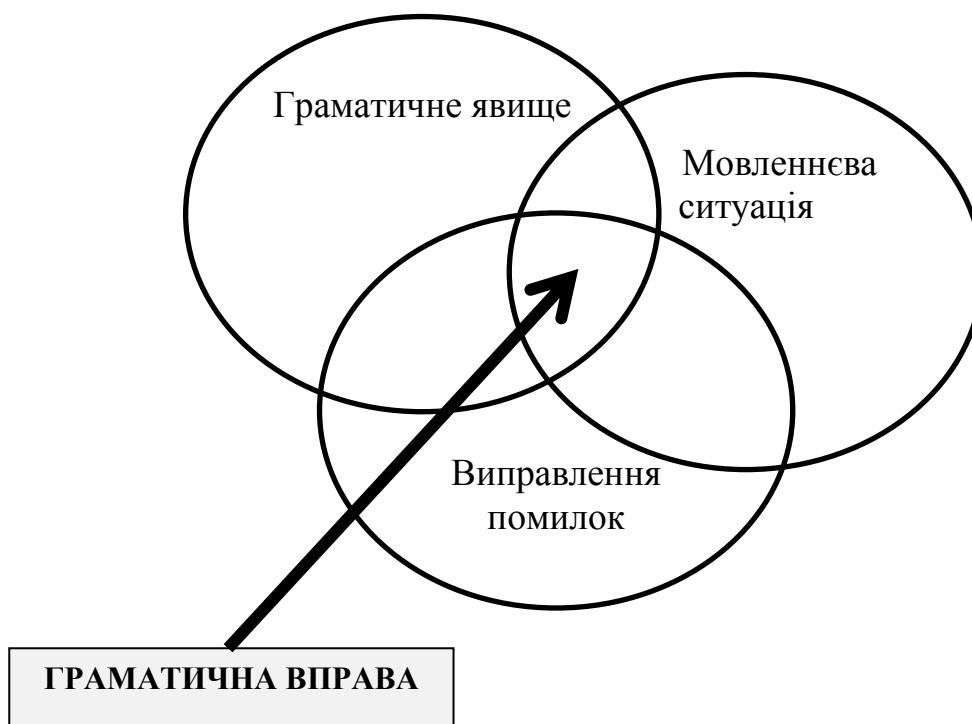 Граматичне явище
Мовленнєва
ситуація
Виправлення
помилок
ГРАМАТИЧНА ВПРАВА